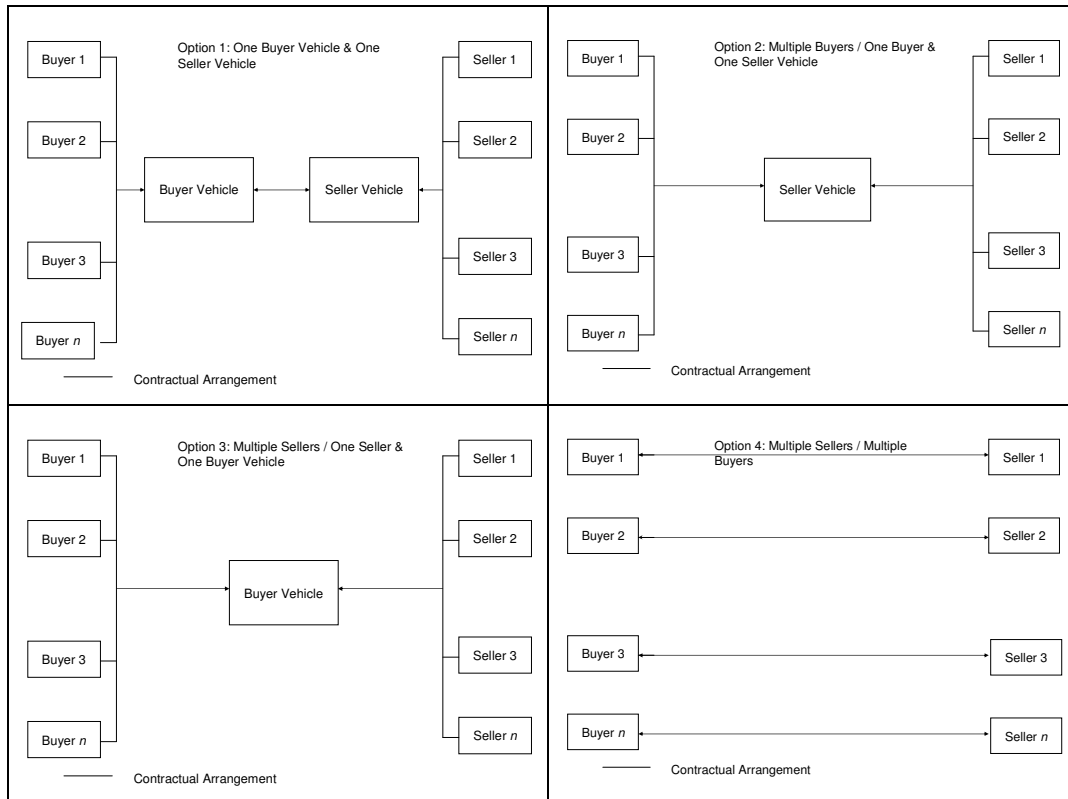 Option 1: One Buyer Vehicle & One
Seller Vehicle
Buyer 1
Buyer 2
Buyer 3
Buyer n
Buyer Vehicle
Seller Vehicle
Seller 1
Seller 2
Seller 3
Seller n
Contractual Arrangement
Option 2: Multiple Buyers / One Buyer &
One Seller Vehicle
Buyer 1
Buyer 2
Buyer 3
Buyer n
Seller Vehicle
Seller 1
Seller 2
Seller 3
Seller n
Contractual Arrangement
Option 3: Multiple Sellers / One Seller &
One Buyer Vehicle
Buyer 1
Buyer 2
Buyer 3
Buyer n
Buyer Vehicle
Seller 1
Seller 2
Seller 3
Seller n
Contractual Arrangement
Option 4: Multiple Sellers / Multiple
Buyers
Buyer 1
Seller 1
Buyer 2
Seller 2
Buyer 3
Seller 3
Buyer n
Seller n
Contractual Arrangement